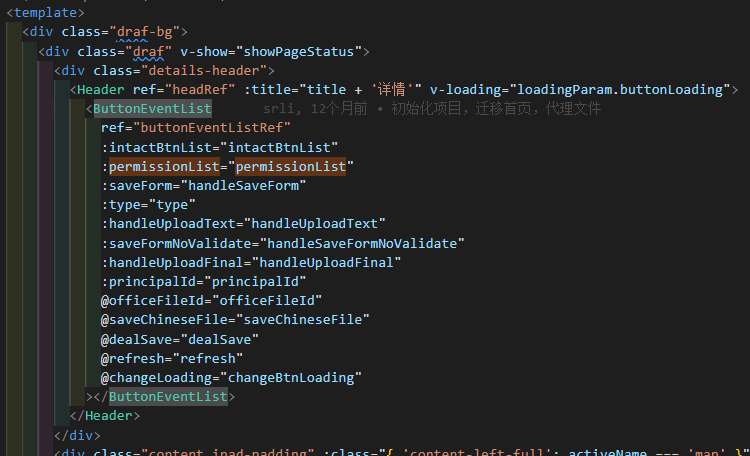 <template>
<div class="draf-bg">
<div class="draf" v-show="showPageStatus">
<div class="details-header">
<Header ref="headRef" :title="title + '详情'" v-loading="loadingParam.buttonLoading">
<ButtonEventList srli, 12个月前 • 初始化项目，迁移首页，代理文件
ref="buttonEventListRef"
:intactBtnList="intactBtnList"
:permissionList="permissionList"
:saveForm="handleSaveForm"
:type="type"
:handleUploadText="handleUploadText"
:saveFormNoValidate="handleSaveFormNoValidate"
:handleUploadFinal="handleUploadFinal"
:principalId="principalId"
@officeFileId="officeFileId"
@saveChineseFile="saveChineseFile"
@dealSave="dealSave"
@refresh="refresh"
@changeLoading="changeBtnLoading"
></ButtonEventList>
</Header>
</div>
<div class="content ipad-padding" :class="{ 'content-left-full': activeName === 'map' }"